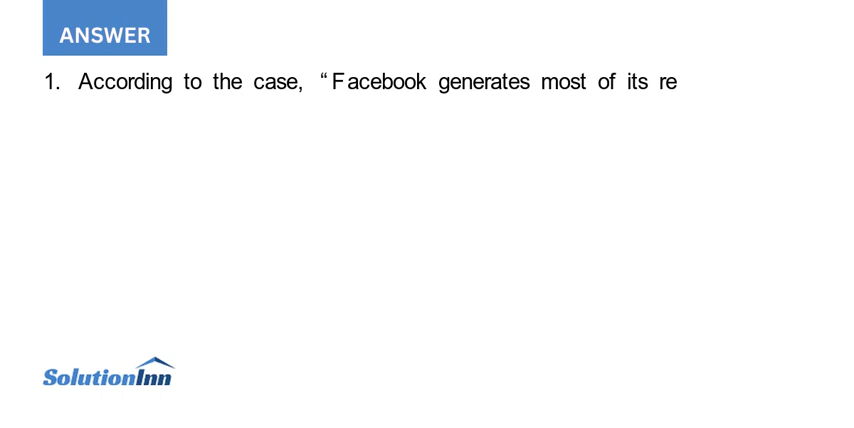 ANSWER
1. According to the case, “Facebook generates most of its re
SolutionInn